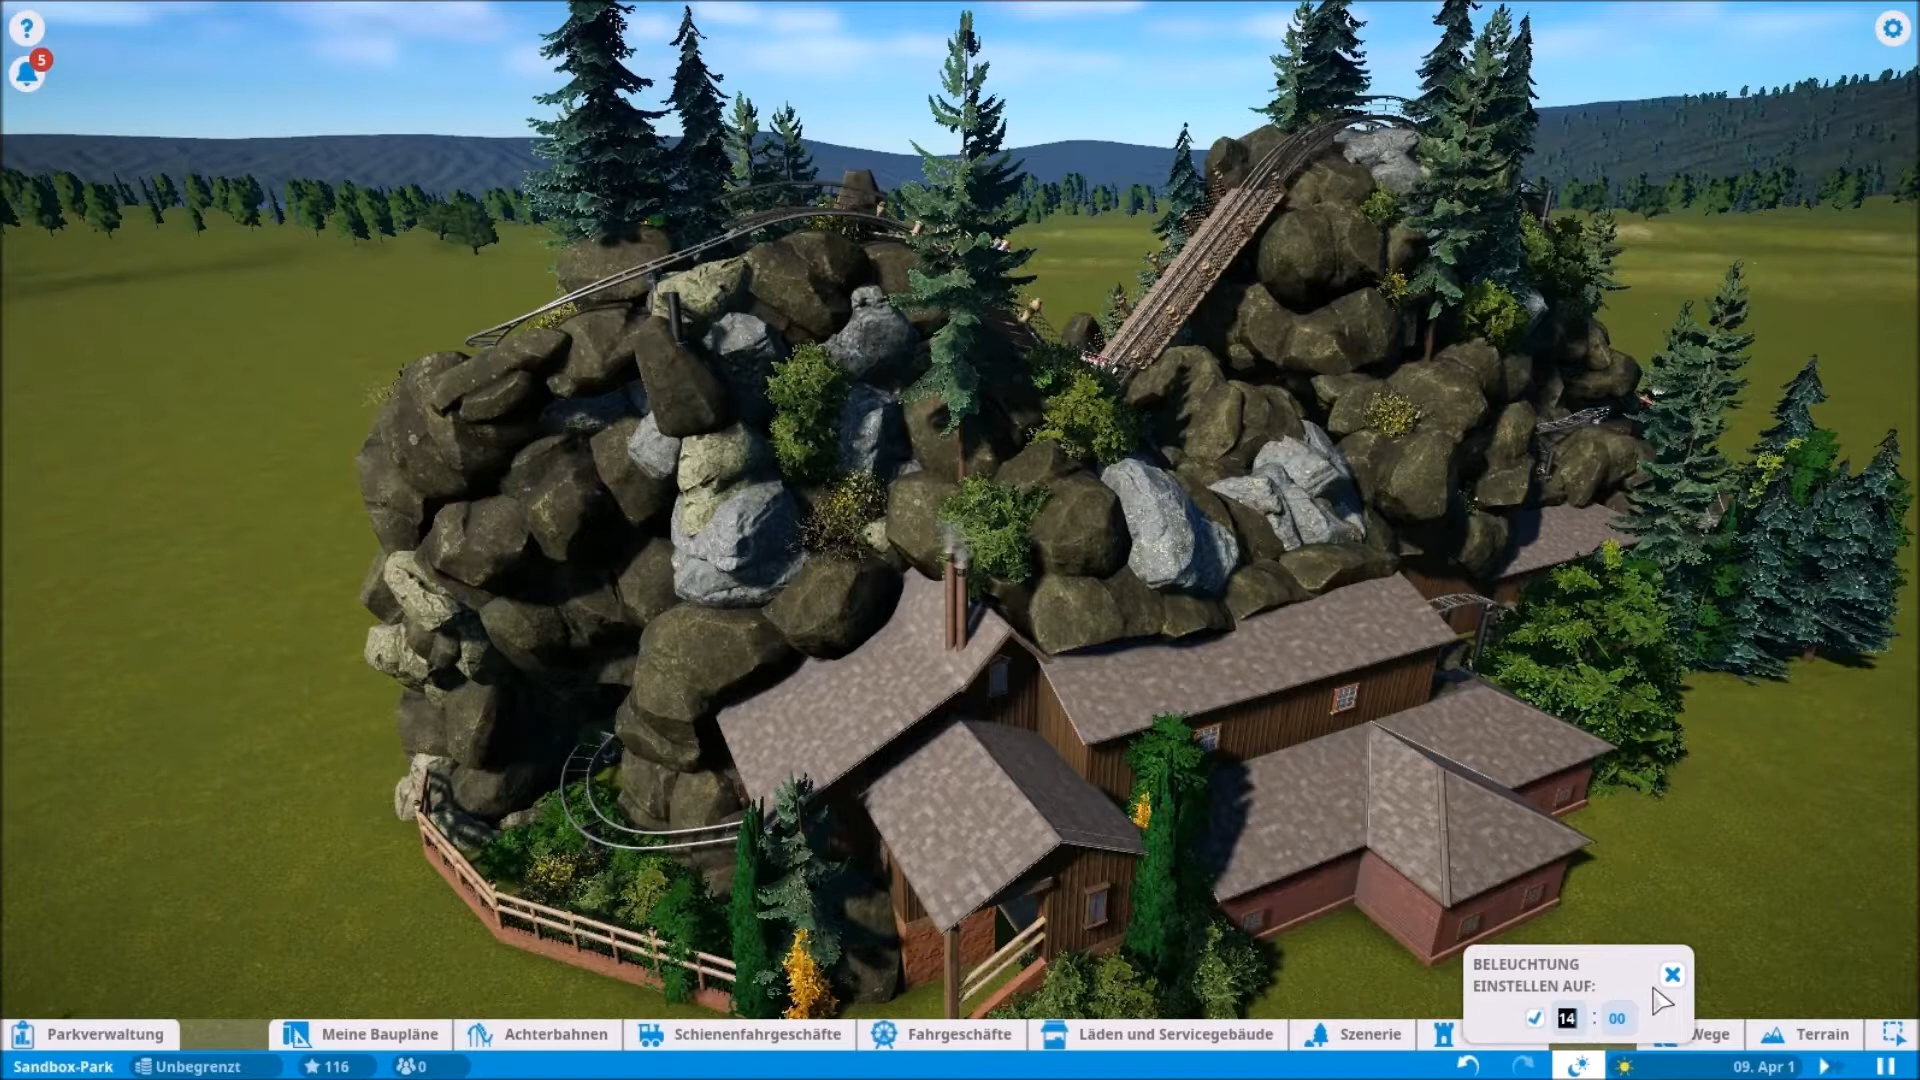 ?
5
BELEUCHTUNG
EINSTELLEN AUF:
14 : 00
Parkverwaltung
Meine Baupläne
Achterbahnen
Schienenfahrgeschäfte
Fahrgeschäfte
Läden und Servicegebäude
Szenerie
Wege
Terrain
Sandbox-Park
Unbegrenzt
116
0
09. Apr 1